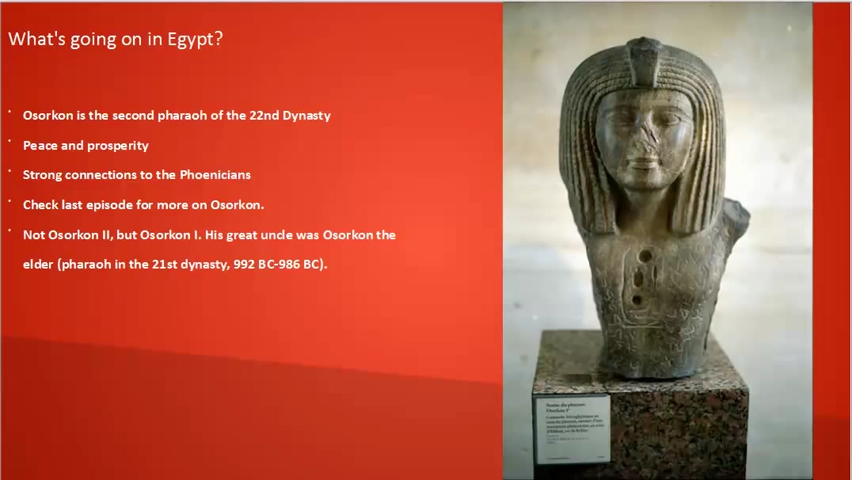 What's going on in Egypt?
Osorkon is the second pharaoh of the 22nd Dynasty
Peace and prosperity
Strong connections to the Phoenicians
Check last episode for more on Osorkon.
Not Osorkon II, but Osorkon I. His great uncle was Osorkon the
elder (pharaoh in the 21st dynasty, 992 BC-986 BC).
Osorkon Iᵉʳ